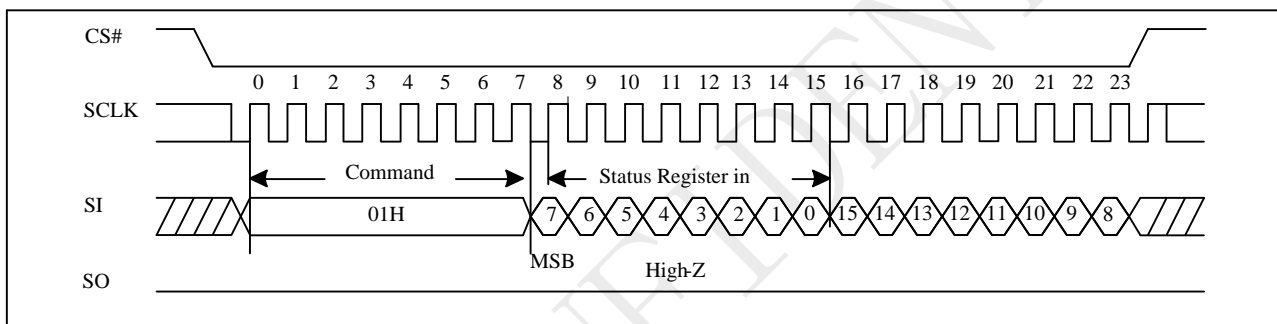 CS#
0 1 2 3 4 5 6 7 8 9 10 11 12 13 14 15 16 17 18 19 20 21 22 23
SCLK
Command Status Register in
SI 01H 7 6 5 4 3 2 1 0 15 14 13 12 11 10 9 8
MSB High-Z
SO